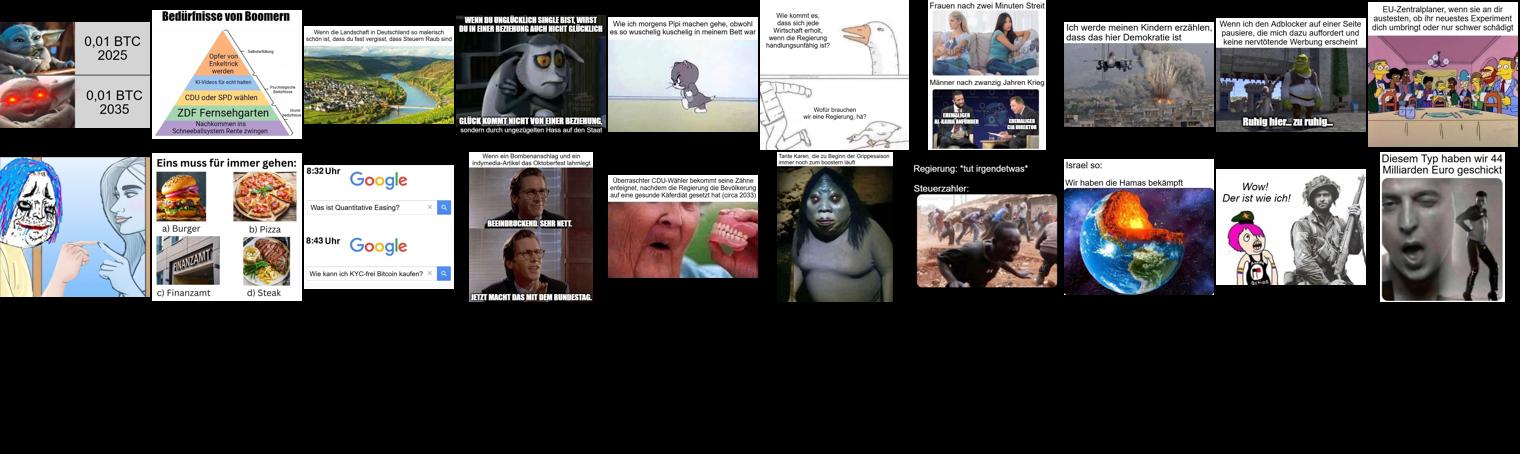 0,01 BTC
2025
0,01 BTC
2035
Bedürfnisse von Boomern
Selbsterfüllung
Opfer von
Enkeltrick
werden
KI-Videos für echt halten
Psychologische
Bedürfnisse
CDU oder SPD wählen
ZDF Fernsehgarten
Nachkommen ins
Schneeballsystem Rente zwingen
Wenn die Landschaft in Deutschland so malerisch
schön ist, dass du fast vergisst, dass Steuern Raub sind
WENN DU UNGLÜCKLICH SINGLE BIST, WIRST
DU IN EINER BEZIEHUNG AUCH NICHT GLÜCKLICH
GLÜCK KOMMT NICHT VON EINER BEZIEHUNG,
sondern durch ungezügelten Hass auf den Staat
Wie ich morgens Pipi machen gehe, obwohl
es so wuschelig kuschelig in meinem Bett war
Wie kommt es,
dass sich jede
Wirtschaft erholt,
wenn die Regierung
handlungsunfähig ist?
Wofür brauchen
wir eine Regierung, hä?
Frauen nach zwei Minuten Streit
Männer nach zwanzig Jahren Krieg
EHEMALIGER
AL-KAIDA ANFÜHRER
EHEMALIGER
CIA DIREKTOR
Ich werde meinen Kindern erzählen,
dass das hier Demokratie ist
Wenn ich den Adblocker auf einer Seite
pausiere, die mich dazu auffordert und
keine nervtötende Werbung erscheint
Ruhig hier... zu ruhig...
EU-Zentralplaner, wenn sie an dir
austesten, ob ihr neuestes Experiment
dich umbringt oder nur schwer schädigt
Eins muss für immer gehen:
a) Burger
b) Pizza
FINANZAMT
c) Finanzamt
d) Steak
8:32 Uhr
Google
Was ist Quantitative Easing?
8:43 Uhr
Google
Wie kann ich KYC-frei Bitcoin kaufen?
Wenn ein Bombenanschlag und ein
indymedia-Artikel das Oktoberfest lahmlegt
BEEINDRUCKEND. SEHR NETT.
JETZT MACHT DAS MIT DEM BUNDESTAG.
Überraschter CDU-Wähler bekommt seine Zähne
enteignet, nachdem die Regierung die Bevölkerung
auf eine gesunde Käferdiät gesetzt hat (circa 2033)
Tante Karen, die zu Beginn der Grippesaison
immer noch zum boostern läuft
Regierung: *tut irgendetwas*
Steuerzahler:
Israel so:
Wir haben die Hamas bekämpft
Wow!
Der ist wie ich!
Diesem Typ haben wir 44
Milliarden Euro geschickt